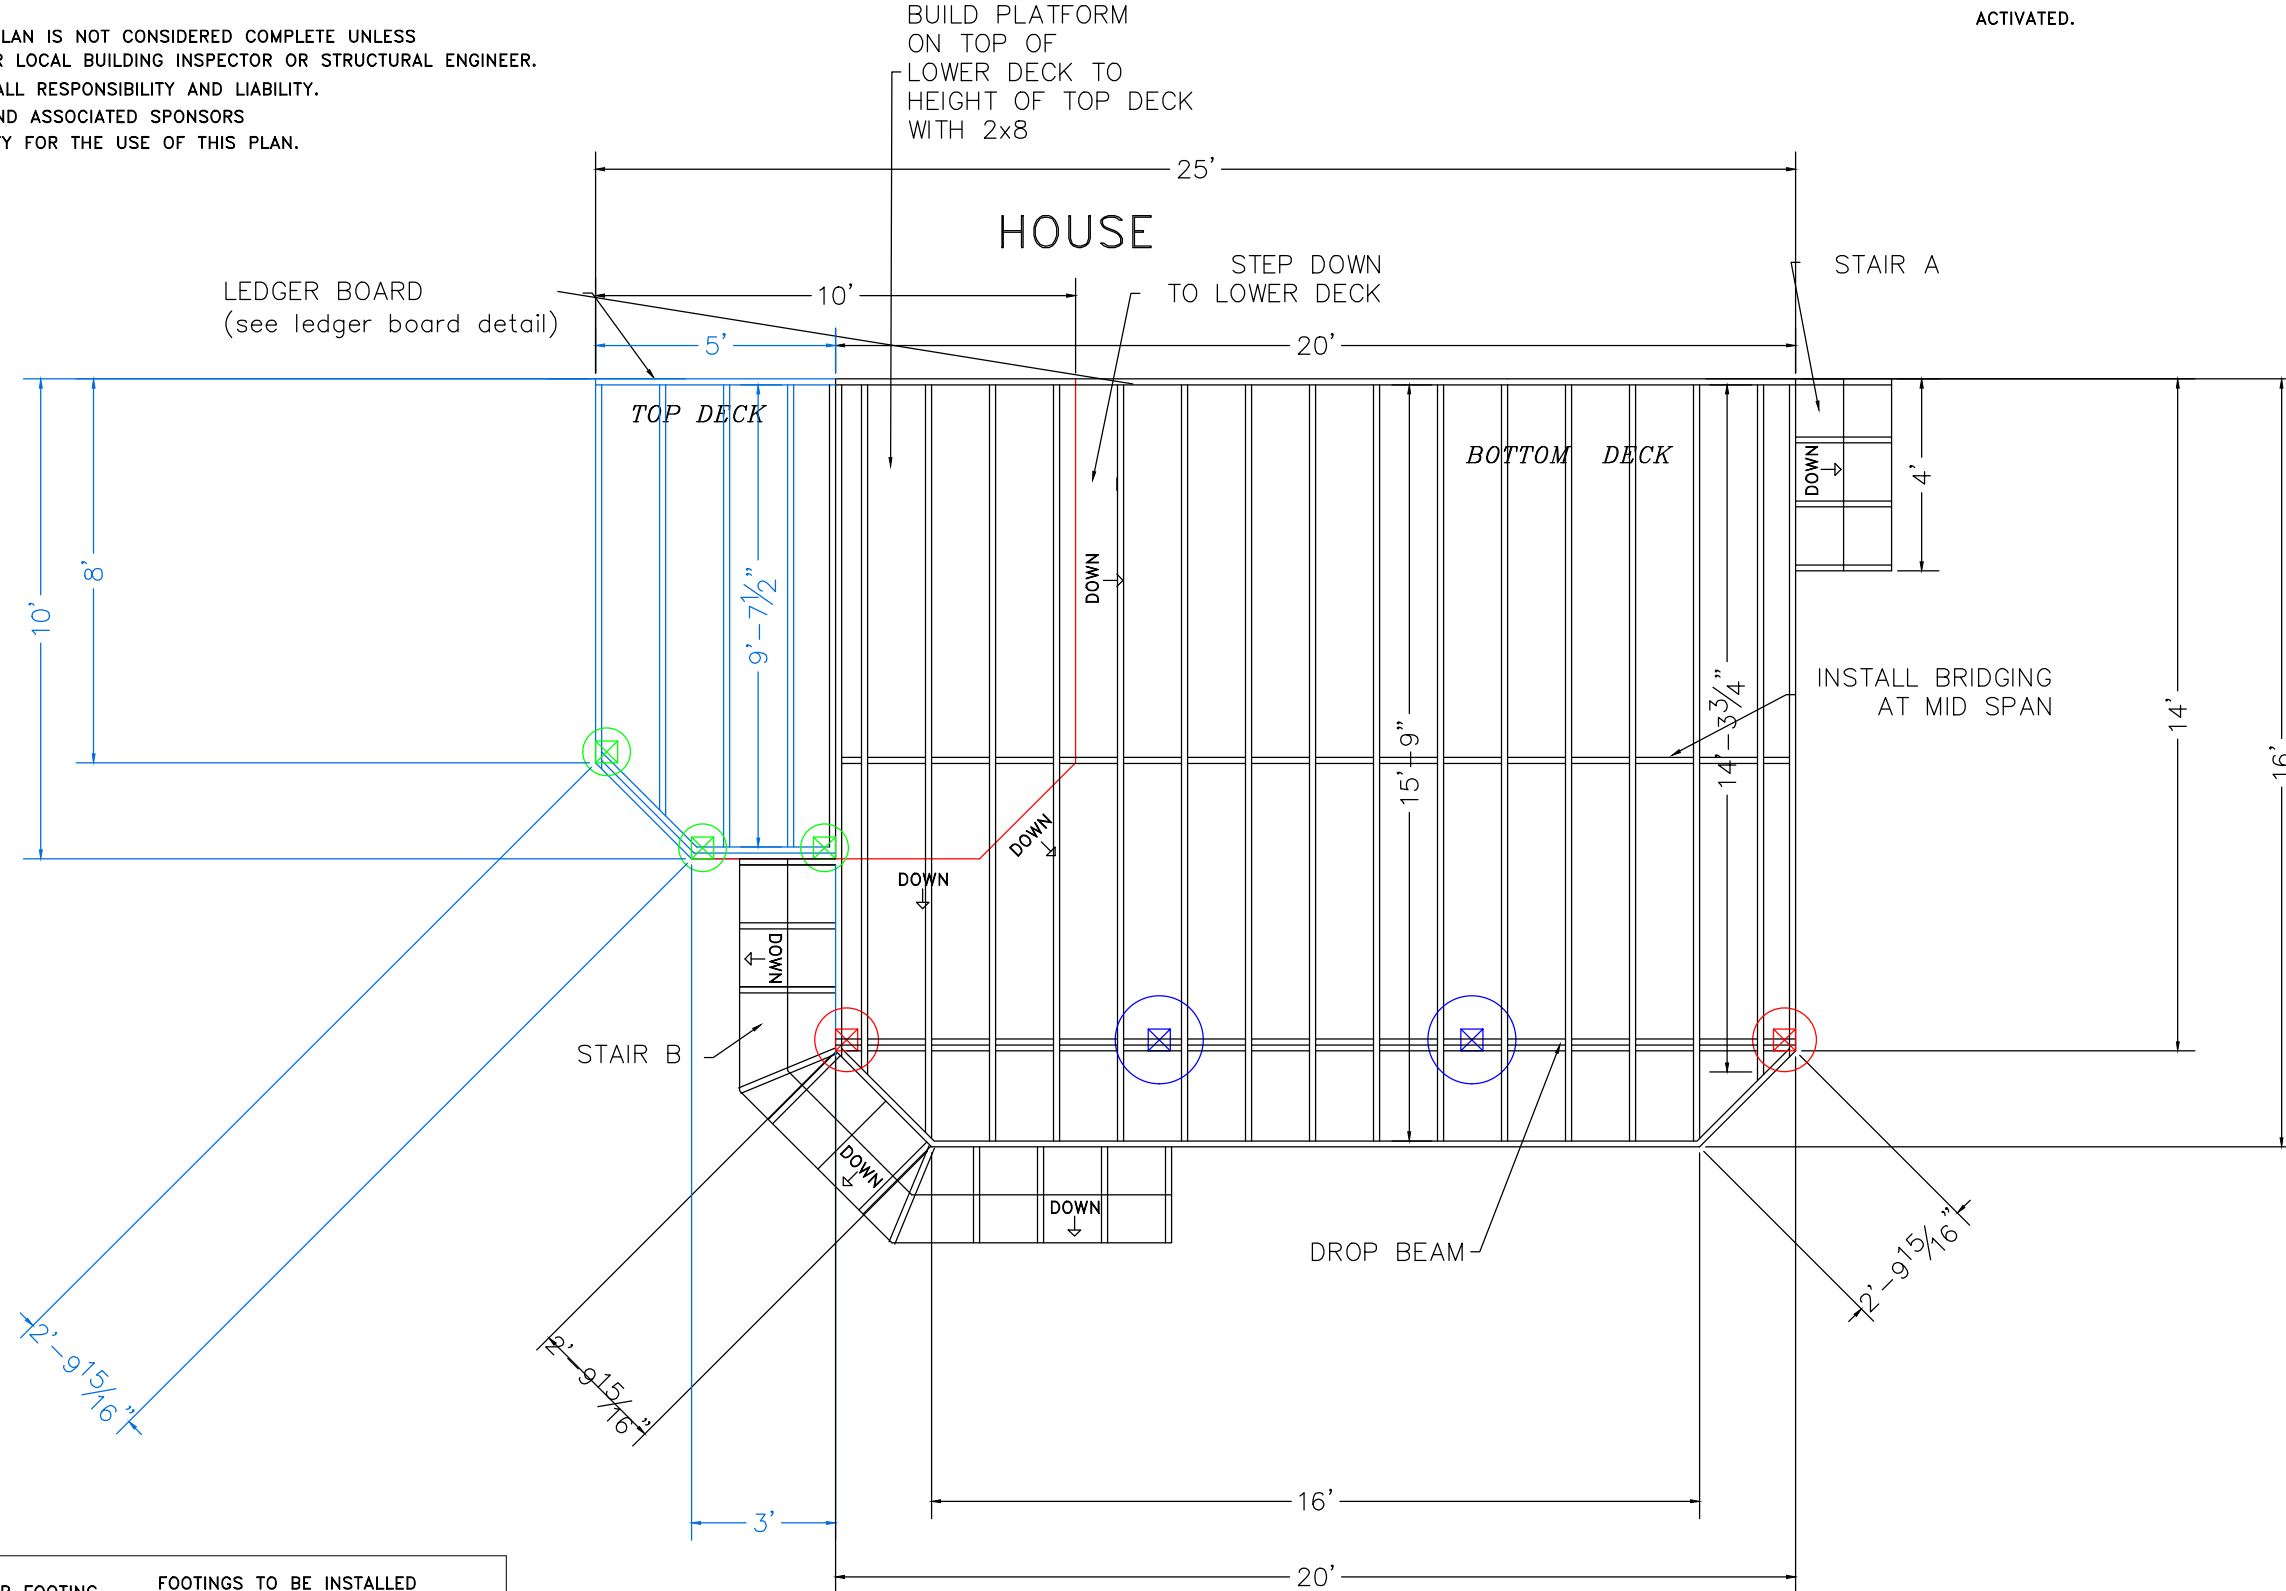 LAN IS NOT CONSIDERED COMPLETE UNLESS
R LOCAL BUILDING INSPECTOR OR STRUCTURAL ENGINEER.
ALL RESPONSIBILITY AND LIABILITY.
ND ASSOCIATED SPONSORS
TY FOR THE USE OF THIS PLAN.
BUILD PLATFORM
ON TOP OF
LOWER DECK TO
HEIGHT OF TOP DECK
WITH 2x8
ACTIVATED.
25'
HOUSE
STEP DOWN
TO LOWER DECK
STAIR A
LEDGER BOARD
(see ledger board detail)
10'
5'
20'
TOP DECK
BOTTOM DECK
DOWN
4'
8'
10'
9'-7 1/2"
DOWN
INSTALL BRIDGING
AT MID SPAN
15'-9"
14'-3 3/4"
14'
16'
DOWN
DOWN
DOWN
STAIR B
DOWN
DOWN
DROP BEAM
2'-9 15/16"
2'-9 15/16"
2'-9 15/16"
16'
3'
20'
FOOTINGS TO BE INSTALLED